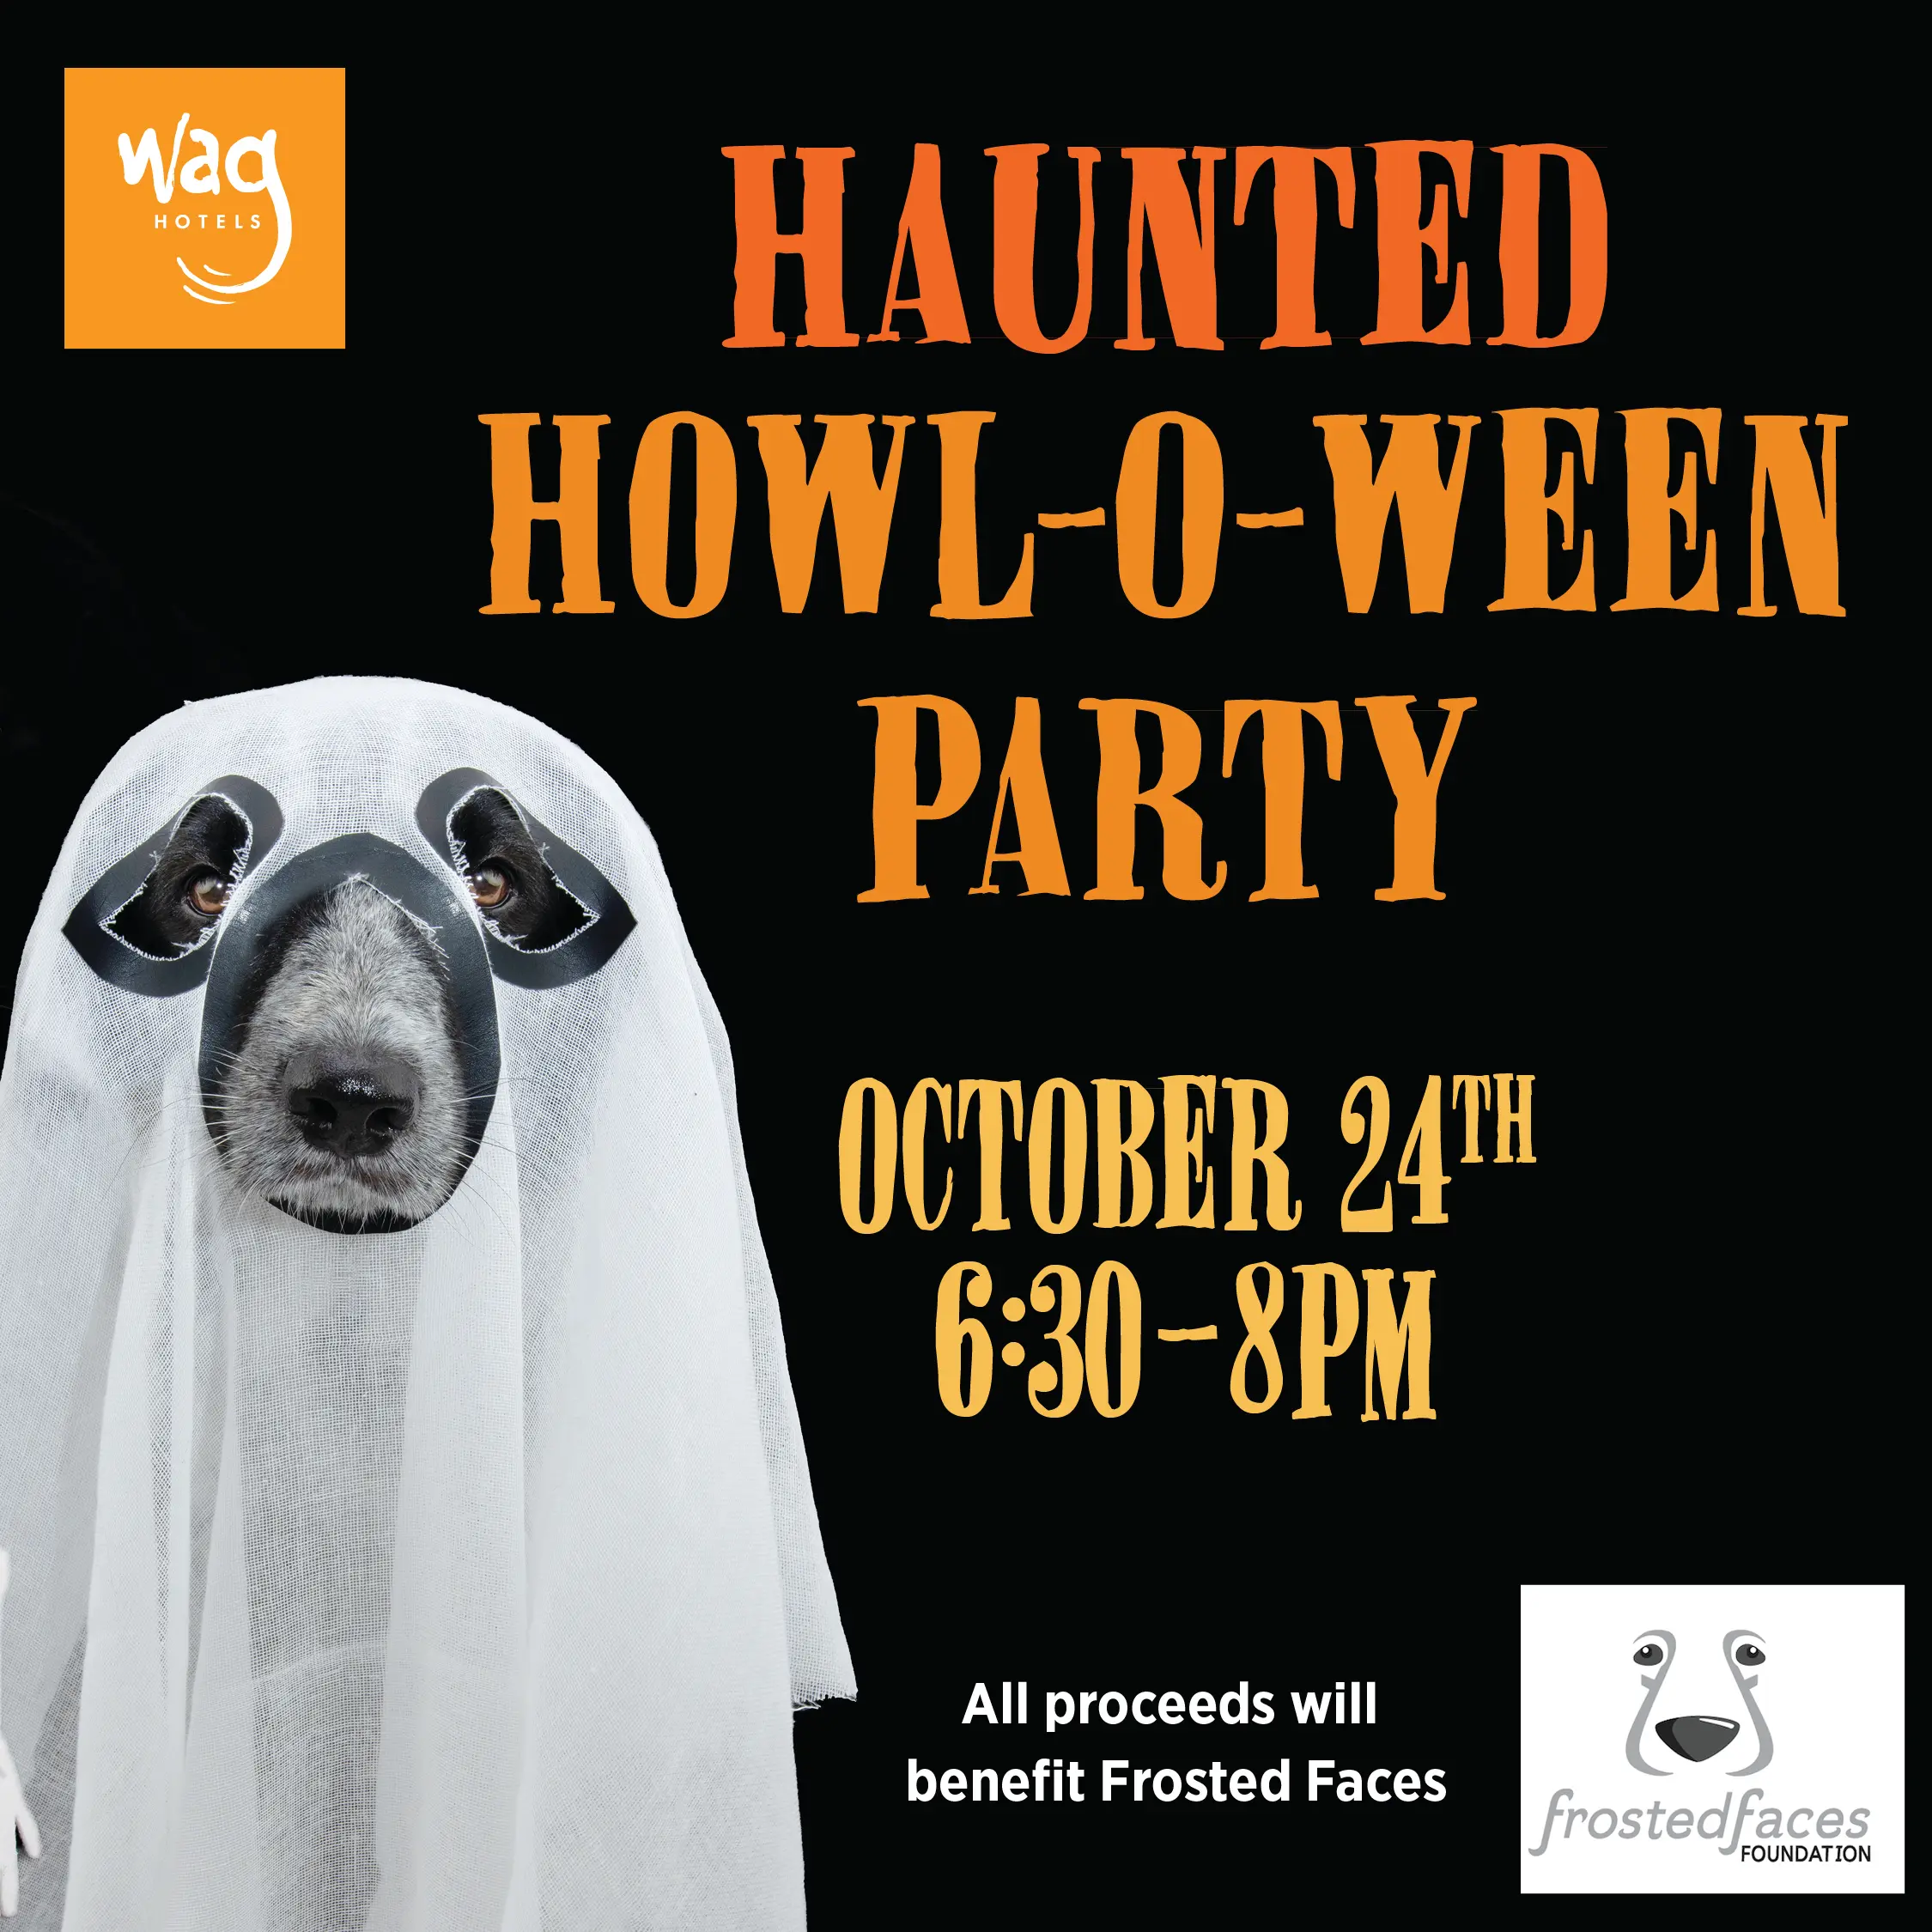 wag
HOTELS
HAUNTED
HOWL-O-WEEN
PARTY
OCTOBER 24TH
6:30-8PM
All proceeds will
benefit Frosted Faces
frostedfaces
FOUNDATION